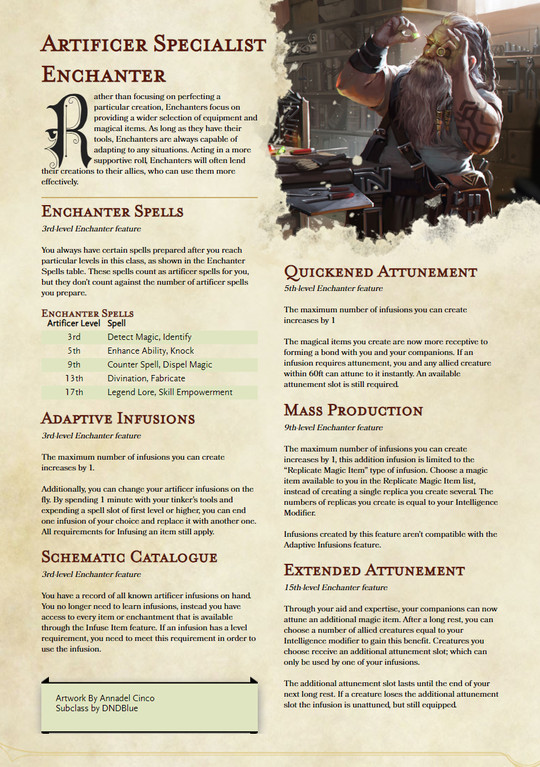 Artificer Specialist
Enchanter
Rather than focusing on perfecting a
particular creation, Enchanters focus on
providing a wider selection of equipment and
magical items. As long as they have their
tools, Enchanters are always capable of
adapting to any situations. Acting in a more
supportive roll, Enchanters will often lend
their creations to their allies, who can use them more
effectively.
Enchanter Spells
3rd-level Enchanter feature
You always have certain spells prepared after you reach
particular levels in this class, as shown in the Enchanter
Spells table. These spells count as artificer spells for you,
but they don't count against the number of artificer spells
you prepare.
Enchanter Spells
Artificer Level Spell
3rd Detect Magic, Identify
5th Enhance Ability, Knock
9th Counter Spell, Dispel Magic
13th Divination, Fabricate
17th Legend Lore, Skill Empowerment
Adaptive Infusions
3rd-level Enchanter feature
The maximum number of infusions you can create
increases by 1.
Additionally, you can change your artificer infusions on the
fly. By spending 1 minute with your tinker's tools and
expending a spell slot of first level or higher, you can end
one infusion of your choice and replace it with another one.
All requirements for Infusing an item still apply.
Schematic Catalogue
3rd-level Enchanter feature
You have a record of all known artificer infusions on hand.
You no longer need to learn infusions, instead you have
access to every item or enchantment that is available
through the Infuse Item feature. If an infusion has a level
requirement, you need to meet this requirement in order to
use the infusion.
Artwork By Annadel Cinco
Subclass by DNDBlue
Quickened Attunement
5th-level Enchanter feature
The maximum number of infusions you can create
increases by 1
The magical items you create are now more receptive to
forming a bond with you and your companions. If an
infusion requires attunement, you and any allied creature
within 60ft can attune to it instantly. An available
attunement slot is still required.
Mass Production
9th-level Enchanter feature
The maximum number of infusions you can create
increases by 1, this addition infusion is limited to the
"Replicate Magic Item" type of infusion. Choose a magic
item available to you in the Replicate Magic Item list,
instead of creating a single replica you create several. The
numbers of replicas you create is equal to your Intelligence
Modifier.
Infusions created by this feature aren't compatible with the
Adaptive Infusions feature.
Extended Attunement
15th-level Enchanter feature
Through your aid and expertise, your companions can now
attune an additional magic item. After a long rest, you can
choose a number of allied creatures equal to your
Intelligence modifier to gain this benefit. Creatures you
choose receive an additional attunement slot; which can
only be used by one of your infusions.
The additional attunement slot lasts until the end of your
next long rest. If a creature loses the additional attunement
slot the infusion is unattuned, but still equipped.